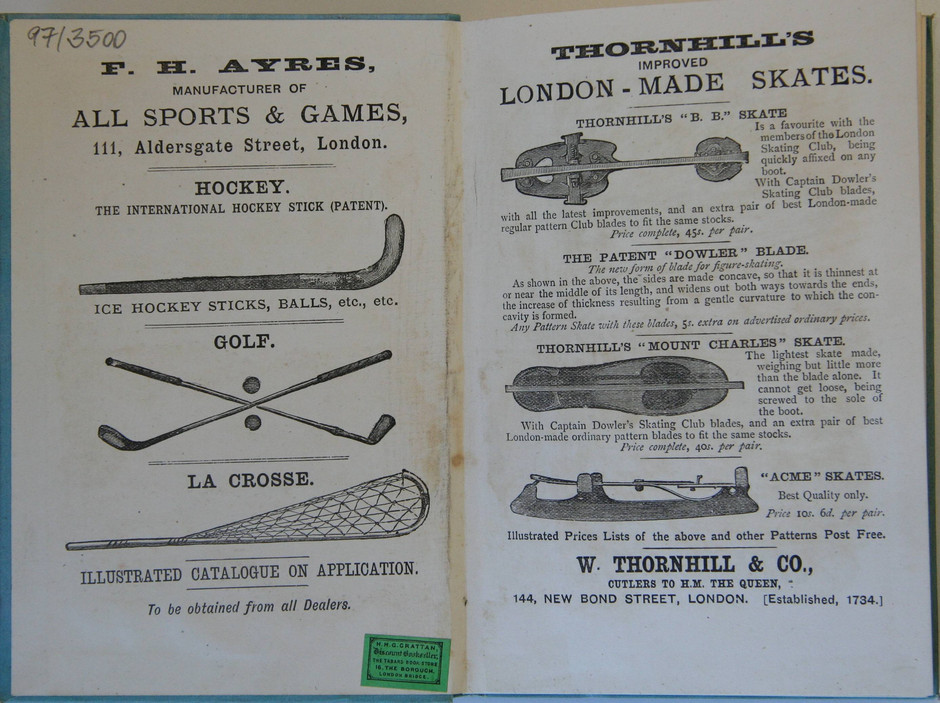 97/3500
F. H. AYRES,
MANUFACTURER OF
ALL SPORTS & GAMES,
111, Aldersgate Street, London.
HOCKEY.
THE INTERNATIONAL HOCKEY STICK (PATENT).
ICE HOCKEY STICKS, BALLS, etc., etc.
GOLF.
LA CROSSE.
ILLUSTRATED CATALOGUE ON APPLICATION.
To be obtained from all Dealers.
H.M.G. GRATTAN,
Discount Bookseller,
THE TABARD BOOK STORE
18, THE BOROUGH,
LONDON BRIDGE.
THORNHILL'S
IMPROVED
LONDON-MADE SKATES.
THORNHILL'S "B. B." SKATE
Is a favourite with the
members of the London
Skating Club, being
quickly affixed on any
boot.
With Captain Dowler's
Skating Club blades,
with all the latest improvements, and an extra pair of best London-made
regular pattern Club blades to fit the same stocks.
Price complete, 45s. per pair.
THE PATENT "DOWLER" BLADE.
The new form of blade for figure-skating.
As shown in the above, the sides are made concave, so that it is thinnest at
or near the middle of its length, and widens out both ways towards the ends,
the increase of thickness resulting from a gentle curvature to which the con-
cavity is formed.
Any Pattern Skate with these blades, 5s. extra on advertised ordinary prices.
THORNHILL'S "MOUNT CHARLES" SKATE.
The lightest skate made,
weighing but little more
than the blade alone. It
cannot get loose, being
screwed to the sole of
the boot.
With Captain Dowler's Skating Club blades, and an extra pair of best
London-made ordinary pattern blades to fit the same stocks.
Price complete, 40s. per pair.
"ACME" SKATES.
Best Quality only.
Price 10s. 6d. per pair.
Illustrated Prices Lists of the above and other Patterns Post Free.
W. THORNHILL & CO.,
CUTLERS TO H.M. THE QUEEN,
144, NEW BOND STREET, LONDON. [Established, 1734.]